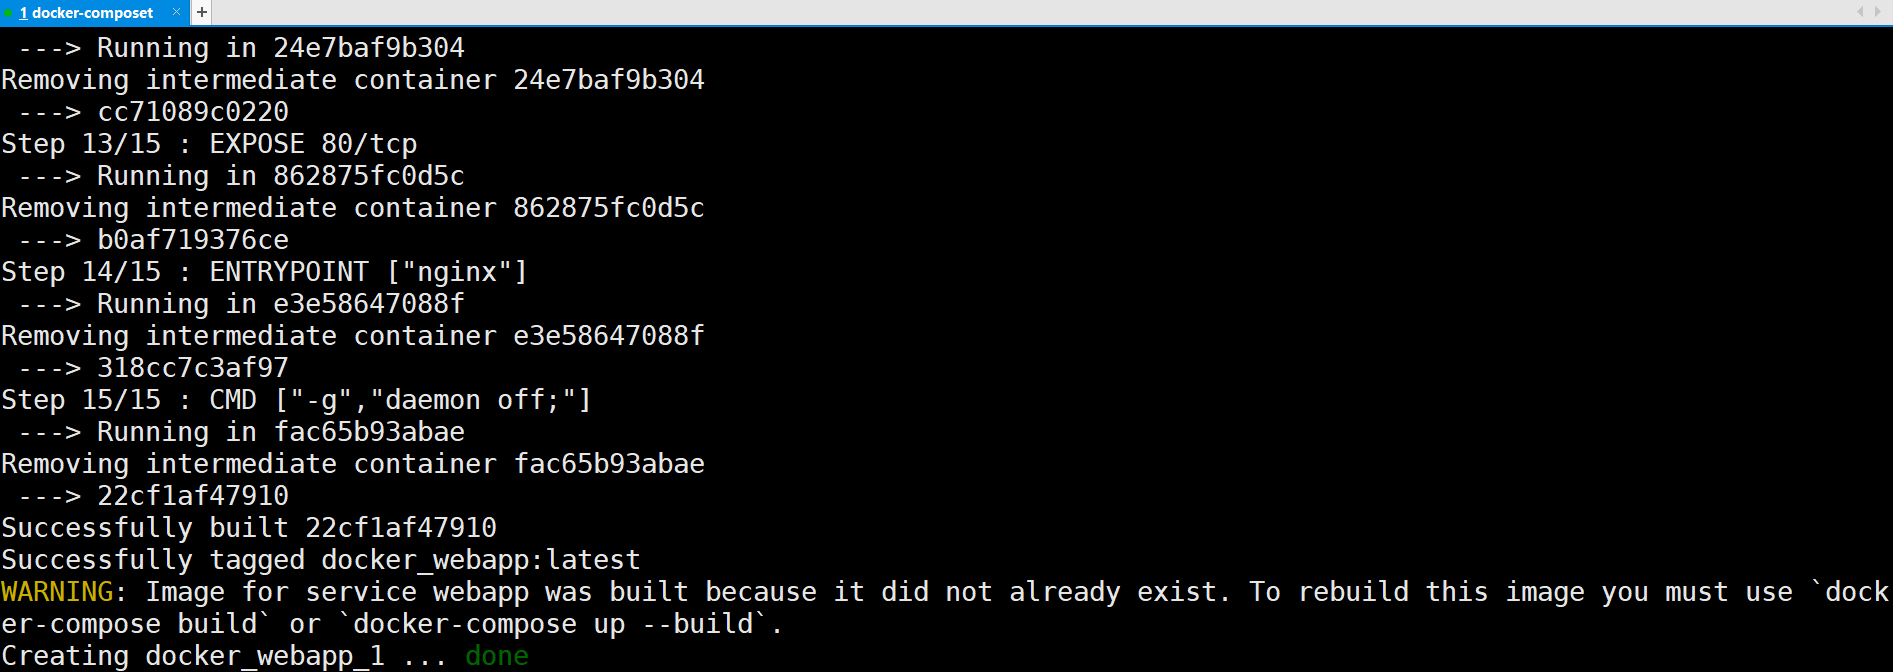 1 docker-composet × +
---> Running in 24e7baf9b304
Removing intermediate container 24e7baf9b304
---> cc71089c0220
Step 13/15 : EXPOSE 80/tcp
---> Running in 862875fc0d5c
Removing intermediate container 862875fc0d5c
---> b0af719376ce
Step 14/15 : ENTRYPOINT ["nginx"]
---> Running in e3e58647088f
Removing intermediate container e3e58647088f
---> 318cc7c3af97
Step 15/15 : CMD ["-g","daemon off;"]
---> Running in fac65b93abae
Removing intermediate container fac65b93abae
---> 22cf1af47910
Successfully built 22cf1af47910
Successfully tagged docker_webapp:latest
WARNING: Image for service webapp was built because it did not already exist. To rebuild this image you must use `dock
er-compose build` or `docker-compose up --build`.
Creating docker_webapp_1 ... done